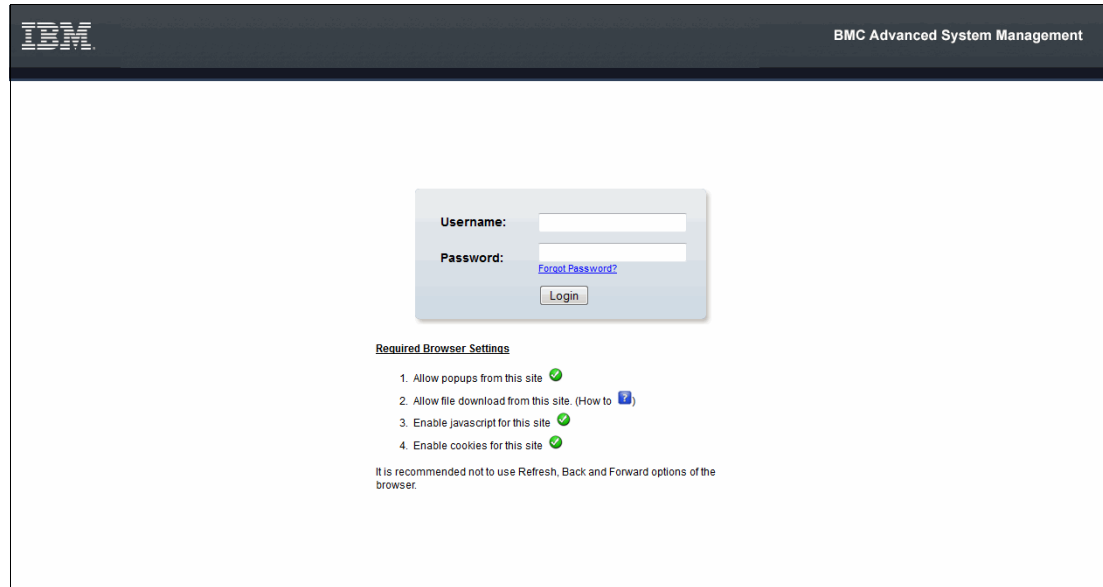 IBM.
BMC Advanced System Management
Username:
Password:
Forgot Password?
Login
Required Browser Settings
1. Allow popups from this site
2. Allow file download from this site. (How to ?)
3. Enable javascript for this site
4. Enable cookies for this site
It is recommended not to use Refresh, Back and Forward options of the
browser.